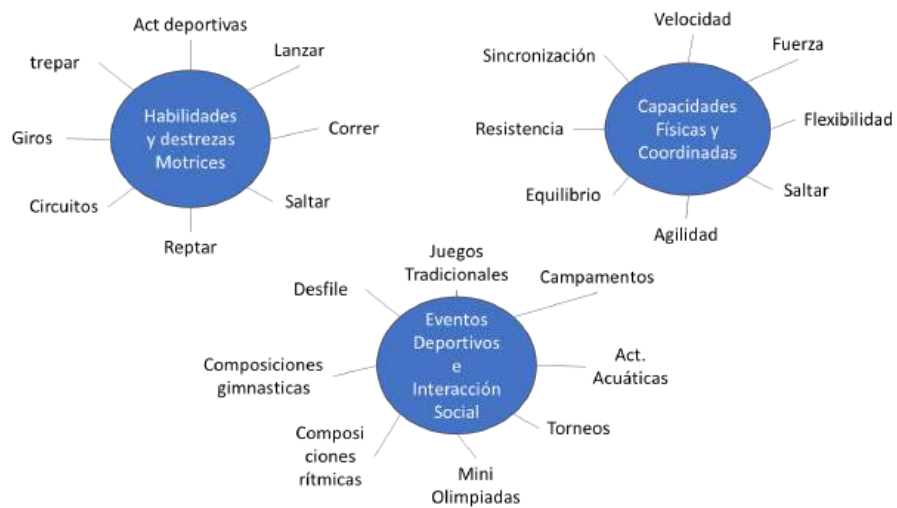 Act deportivas
Lanzar
trepar
Habilidades
y destrezas
Motrices
Correr
Giros
Circuitos
Saltar
Reptar
Velocidad
Fuerza
Sincronización
Capacidades
Físicas y
Coordinadas
Flexibilidad
Resistencia
Equilibrio
Saltar
Agilidad
Juegos
Tradicionales
Campamentos
Desfile
Eventos
Deportivos
e
Interacción
Social
Composiciones
gimnasticas
Act.
Acuáticas
Composi
ciones
rítmicas
Torneos
Mini
Olimpiadas